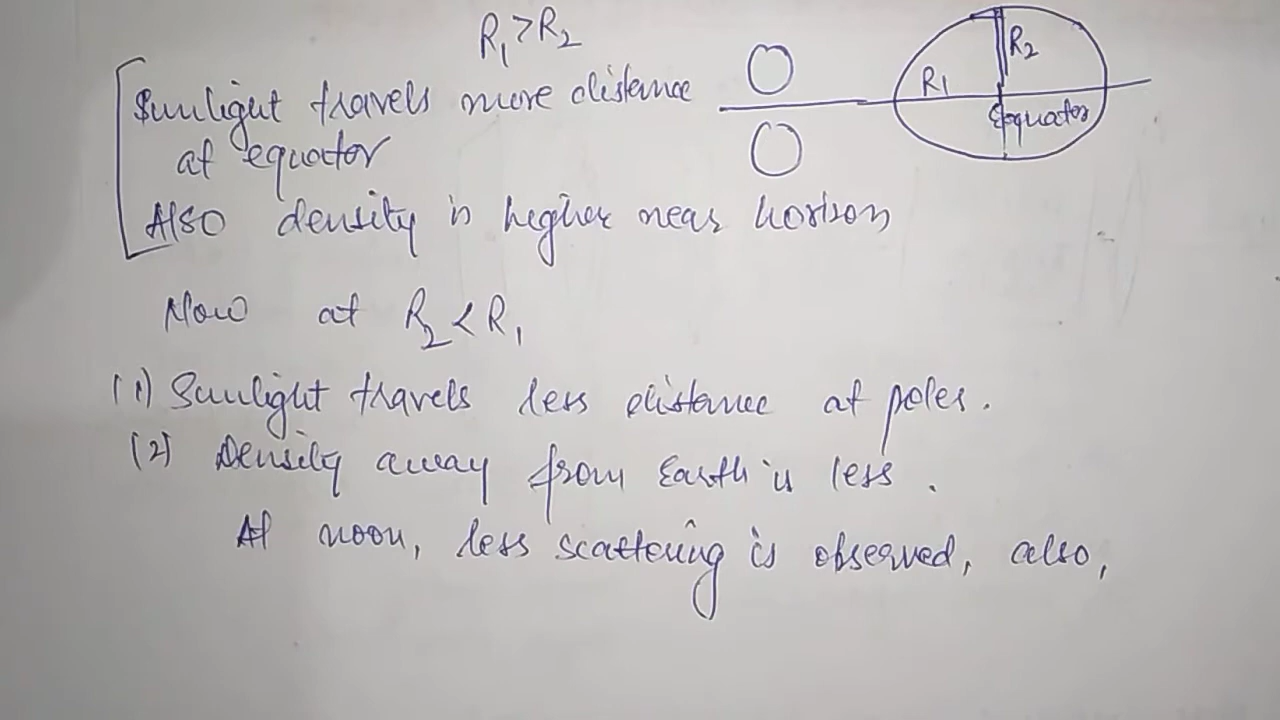 R₁>R₂
Sunlight travels more distance
at equator
Also density is higher near horizon
R₁
R₂
Equator
Now at R₂<R₁
(1) Sunlight travels less distance at poles.
(2) Density away from Earth is less.
At noon, less scattering is observed, also,